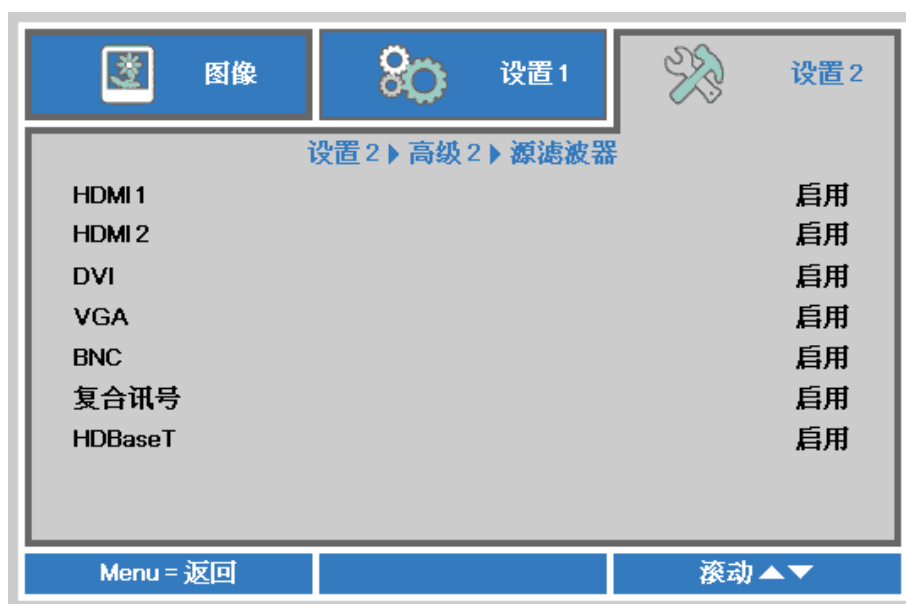 图像 设置 1 设置 2
设置 2 ▶ 高级 2 ▶ 源滤波器
HDMI 1 启用
HDMI 2 启用
DVI 启用
VGA 启用
BNC 启用
复合讯号 启用
HDBaseT 启用
Menu = 返回 滚动 ▲▼